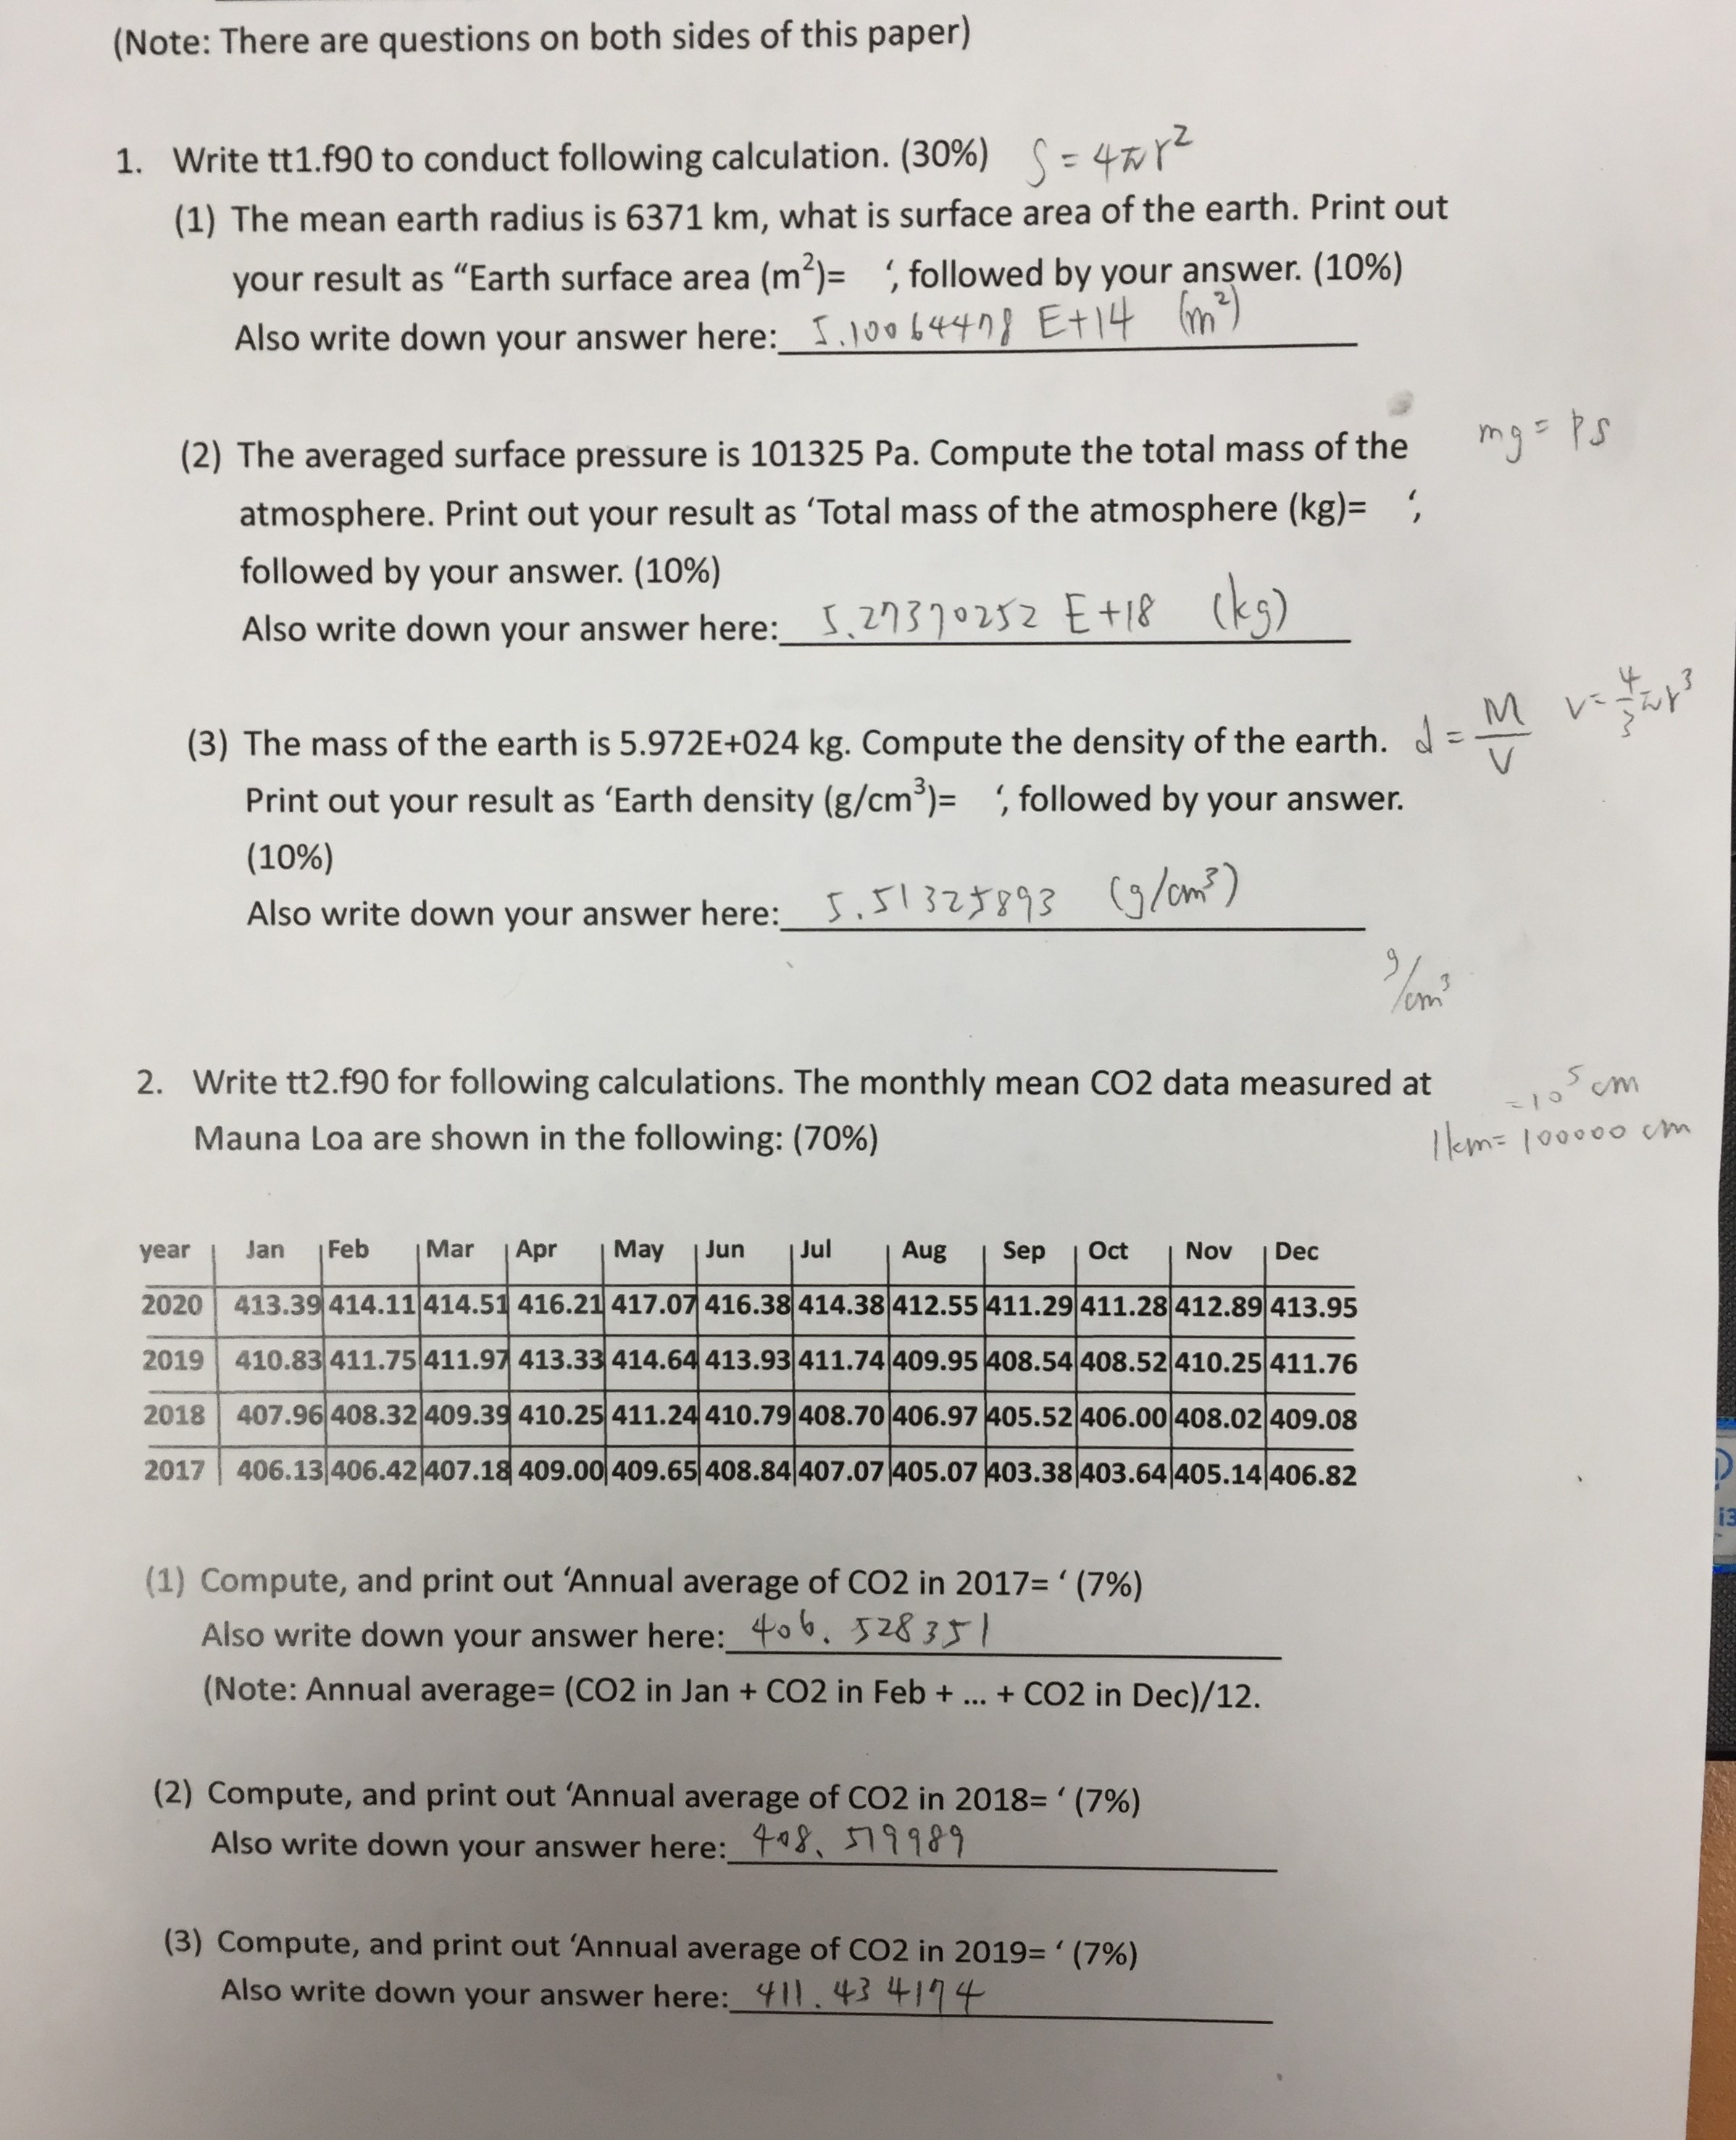 (Note: There are questions on both sides of this paper)
1. Write tt1.f90 to conduct following calculation. (30%) S = 4πr²
(1) The mean earth radius is 6371 km, what is surface area of the earth. Print out
your result as “Earth surface area (m²)= ‘, followed by your answer. (10%)
Also write down your answer here: 5.10064478 E+14 (m²)
(2) The averaged surface pressure is 101325 Pa. Compute the total mass of the
mg = PS
atmosphere. Print out your result as ‘Total mass of the atmosphere (kg)= ‘,
followed by your answer. (10%)
Also write down your answer here: 5.27370252 E+18 (kg)
(3) The mass of the earth is 5.972E+024 kg. Compute the density of the earth. d = M/V V = 4/3 πr³
Print out your result as ‘Earth density (g/cm³)= ‘, followed by your answer.
(10%)
Also write down your answer here: 5.51325893 (g/cm³)
g/cm³
2. Write tt2.f90 for following calculations. The monthly mean CO2 data measured at
=10⁵ cm
Mauna Loa are shown in the following: (70%)
1km= 100000 cm
year Jan Feb Mar Apr May Jun Jul Aug Sep Oct Nov Dec
2020 413.39 414.11 414.51 416.21 417.07 416.38 414.38 412.55 411.29 411.28 412.89 413.95
2019 410.83 411.75 411.97 413.33 414.64 413.93 411.74 409.95 408.54 408.52 410.25 411.76
2018 407.96 408.32 409.39 410.25 411.24 410.79 408.70 406.97 405.52 406.00 408.02 409.08
2017 406.13 406.42 407.18 409.00 409.65 408.84 407.07 405.07 403.38 403.64 405.14 406.82
(1) Compute, and print out ‘Annual average of CO2 in 2017= ‘ (7%)
Also write down your answer here: 406.528351
(Note: Annual average= (CO2 in Jan + CO2 in Feb + ... + CO2 in Dec)/12.
(2) Compute, and print out ‘Annual average of CO2 in 2018= ‘ (7%)
Also write down your answer here: 408.519989
(3) Compute, and print out ‘Annual average of CO2 in 2019= ‘ (7%)
Also write down your answer here: 411.434174
i3